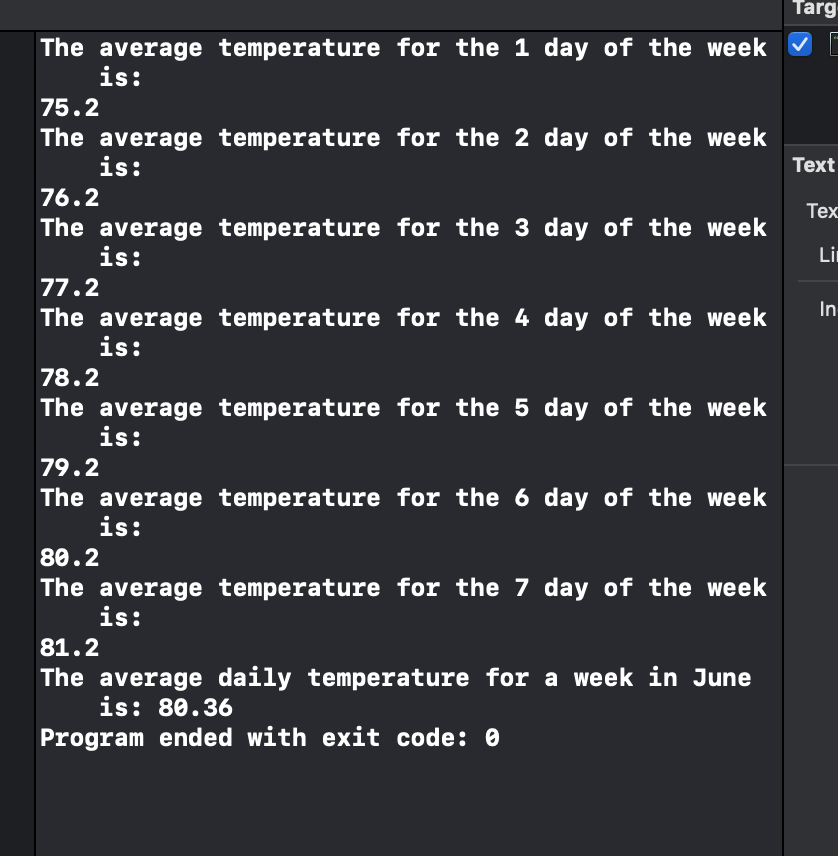 Targ
The average temperature for the 1 day of the week
is:
75.2
The average temperature for the 2 day of the week
is:
76.2
The average temperature for the 3 day of the week
is:
77.2
The average temperature for the 4 day of the week
is:
78.2
The average temperature for the 5 day of the week
is:
79.2
The average temperature for the 6 day of the week
is:
80.2
The average temperature for the 7 day of the week
is:
81.2
The average daily temperature for a week in June
is: 80.36
Program ended with exit code: 0
Text
Tex
Li
In